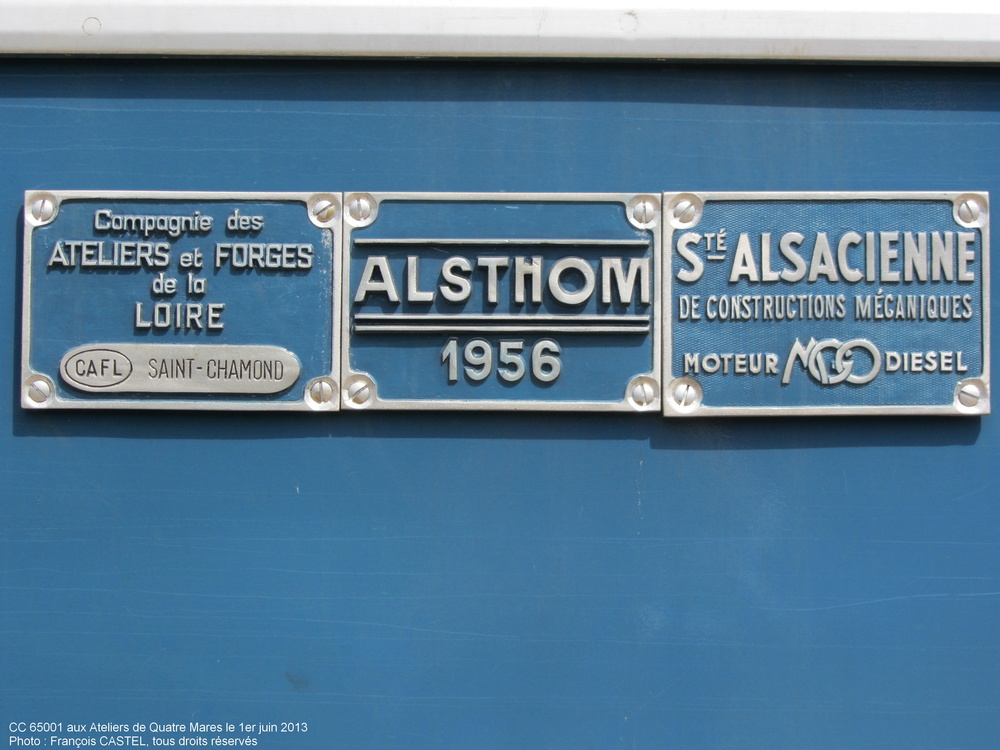 Compagnie des
ATELIERS et FORGES
de la
LOIRE
CAFL SAINT-CHAMOND
ALSTHOM
1956
STÉ ALSACIENNE
DE CONSTRUCTIONS MÉCANIQUES
MOTEUR MGO DIESEL
CC 65001 aux Ateliers de Quatre Mares le 1er juin 2013
Photo : François CASTEL, tous droits réservés